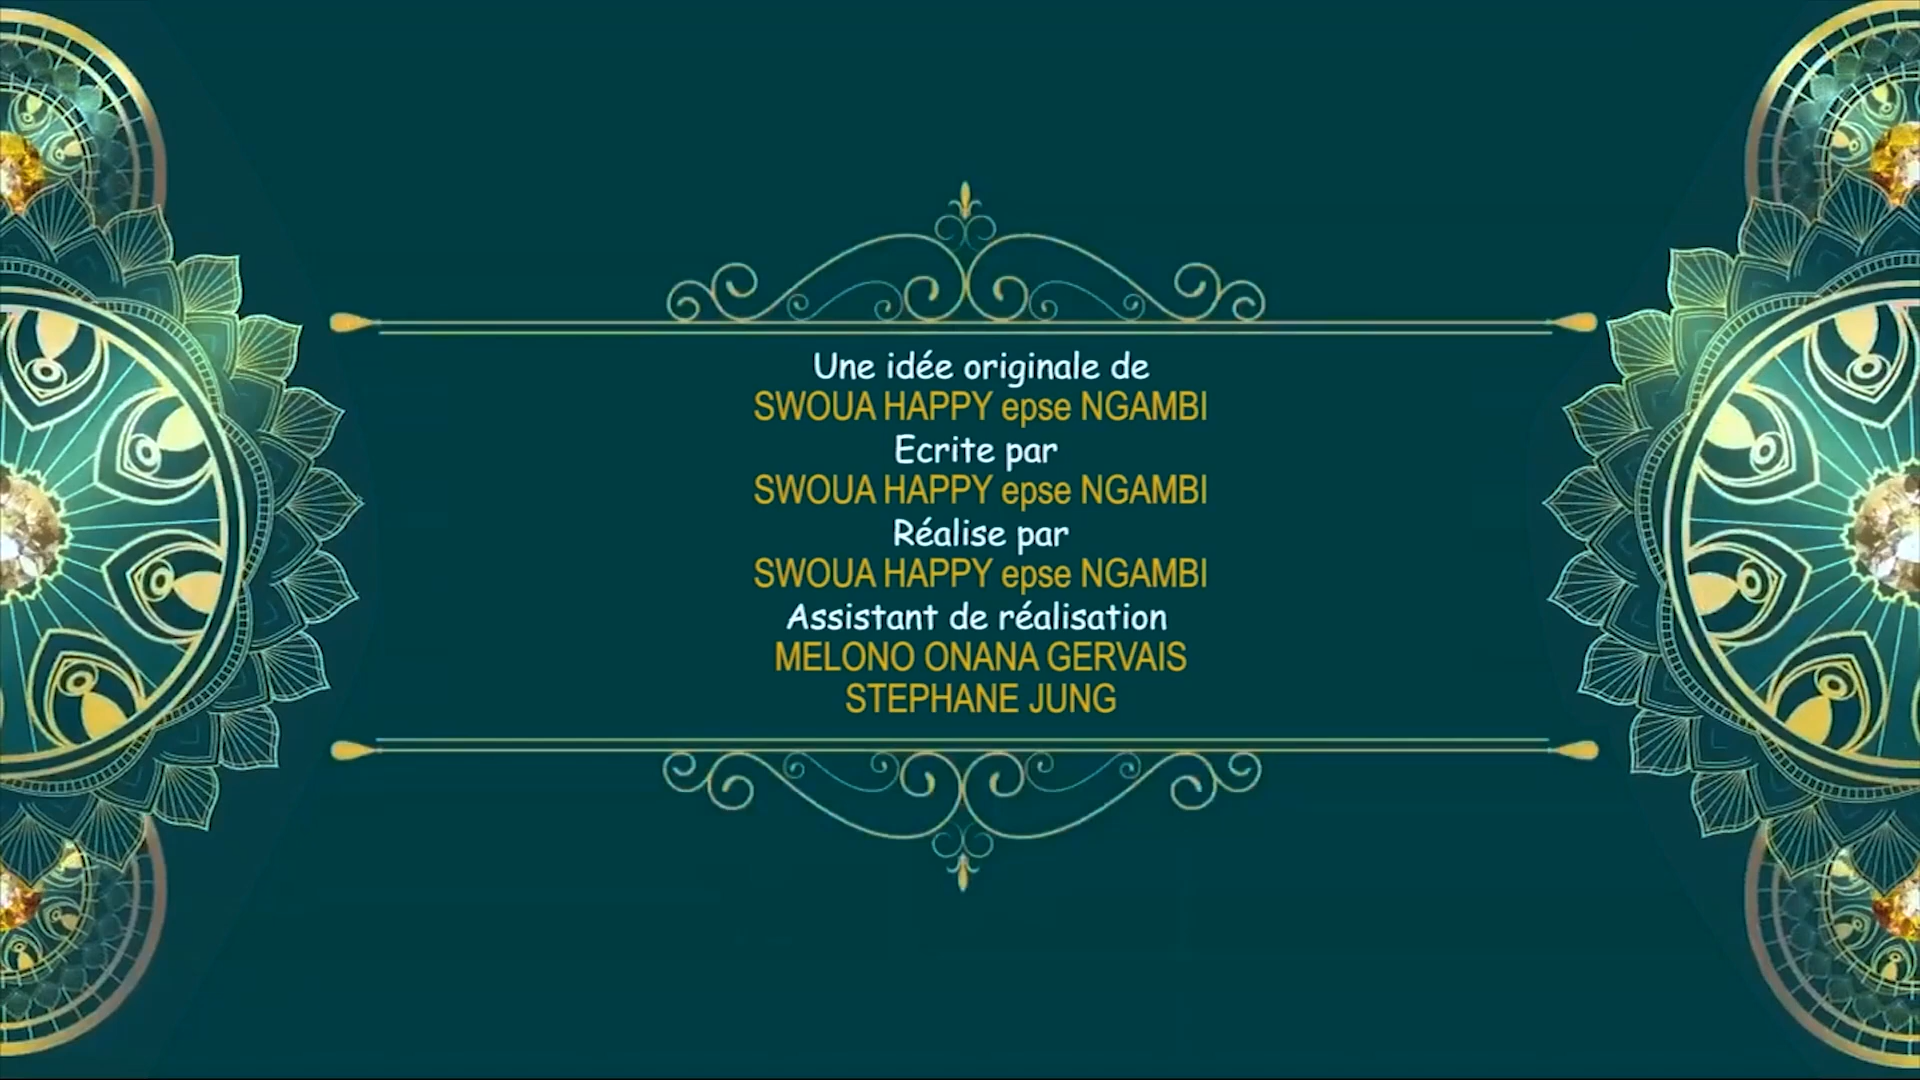 Une idée originale de
SWOUA HAPPY epse NGAMBI
Ecrite par
SWOUA HAPPY epse NGAMBI
Réalise par
SWOUA HAPPY epse NGAMBI
Assistant de réalisation
MELONO ONANA GERVAIS
STEPHANE JUNG